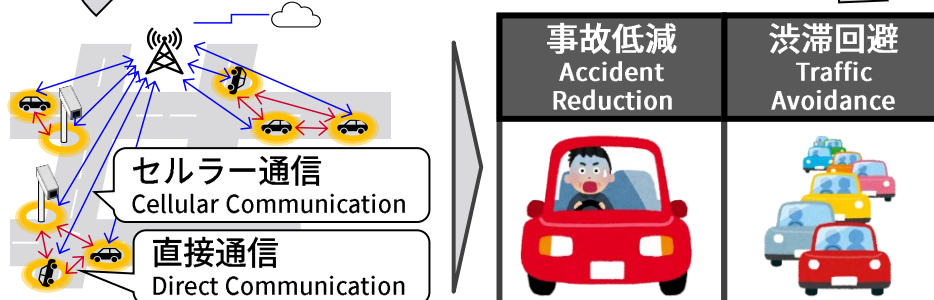 セルラー通信
Cellular Communication
直接通信
Direct Communication
事故低減
Accident
Reduction
渋滞回避
Traffic
Avoidance